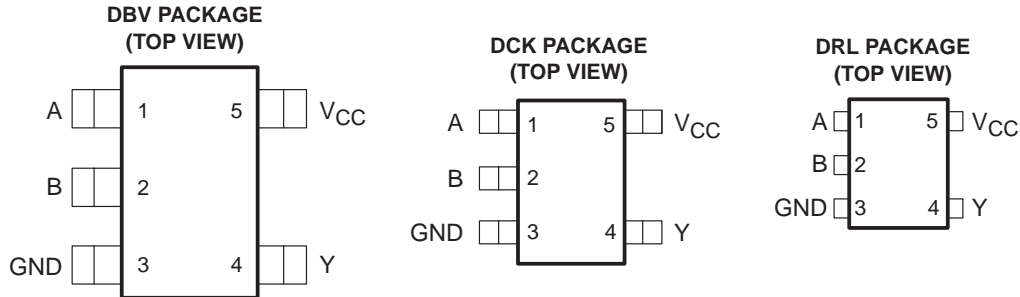 DBV PACKAGE
(TOP VIEW)
A 1 5 VCC
B 2
GND 3 4 Y
DCK PACKAGE
(TOP VIEW)
A 1 5 VCC
B 2
GND 3 4 Y
DRL PACKAGE
(TOP VIEW)
A 1 5 VCC
B 2
GND 3 4 Y